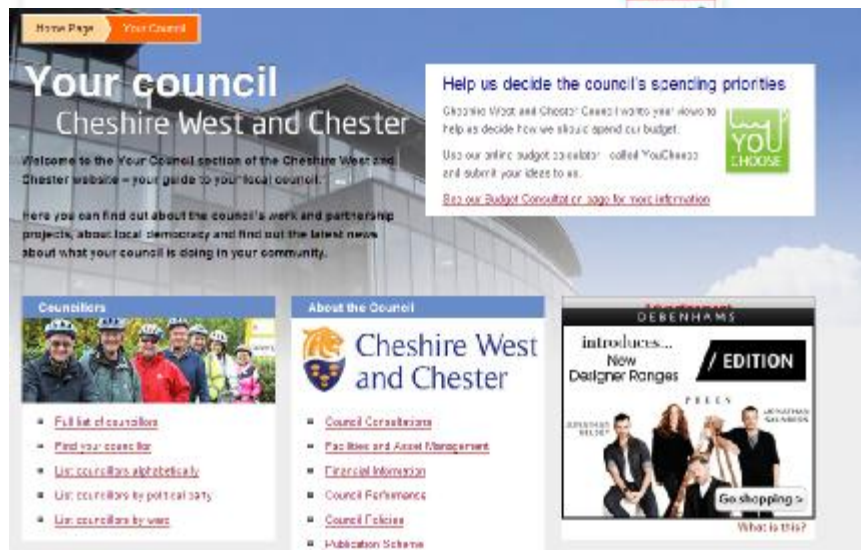 Home Page
Your Council
Your council
Cheshire West and Chester
Welcome to the Your Council section of the Cheshire West and
Chester website – your guide to your local council.
Here you can find out about the council's work and partnership
projects, about local democracy and find out the latest news
about what your council is doing in your community.
Help us decide the council's spending priorities
Cheshire West and Chester Council wants your views to
help us decide how we should spend our budget.
Use our online budget calculator called YouChoose
and submit your ideas to us.
See our Budget Consultation page for more information
YOU
CHOOSE
Councillors
Full list of councillors
Find your councillor
List councillors alphabetically
List councillors by political party
List councillors by ward
About the Council
Cheshire West
and Chester
Council Consultations
Facilities and Asset Management
Financial Information
Council Performance
Council Policies
Publication Scheme
Advertisement
DEBENHAMS
introduces...
New
Designer Ranges
/ EDITION
PREEN
JONATHAN
KELSEY
JONATHAN
SAUNDERS
Go shopping >
What is this?